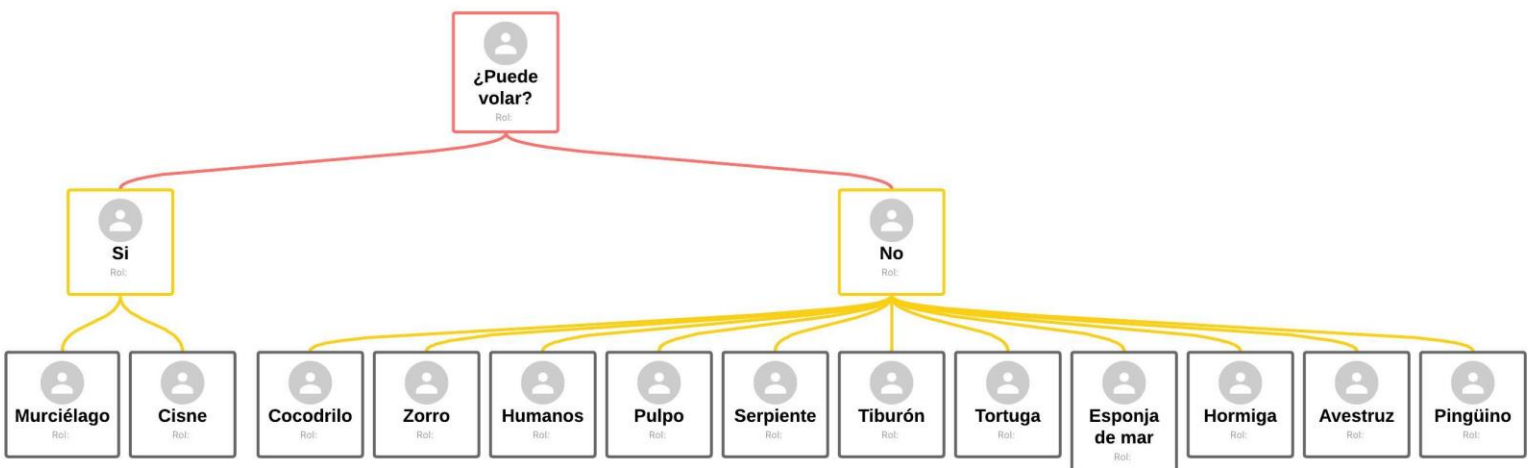 ¿Puede
volar?
Rol:
Si
Rol:
No
Rol:
Murciélago
Rol:
Cisne
Rol:
Cocodrilo
Rol:
Zorro
Rol:
Humanos
Rol:
Pulpo
Rol:
Serpiente
Rol:
Tiburón
Rol:
Tortuga
Rol:
Esponja
de mar
Rol:
Hormiga
Rol:
Avestruz
Rol:
Pingüino
Rol: